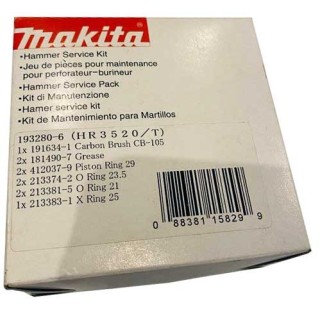 makita
•Hammer Service Kit
•Jeu de pièces pour maintenance
pour perforateur-burineur
•Hammer Service Pack
•Kit di Manutenzione
•Hamer service kit
•Kit de Mantenimiento para Martillos
193280-6 (HR3520/T)
1x 191634-1 Carbon Brush CB-105
2x 181490-7 Grease
2x 412037-9 Piston Ring 29
2x 213374-2 O Ring 23.5
2x 213381-5 O Ring 21
1x 213383-1 X Ring 25
0 88381 15829 9